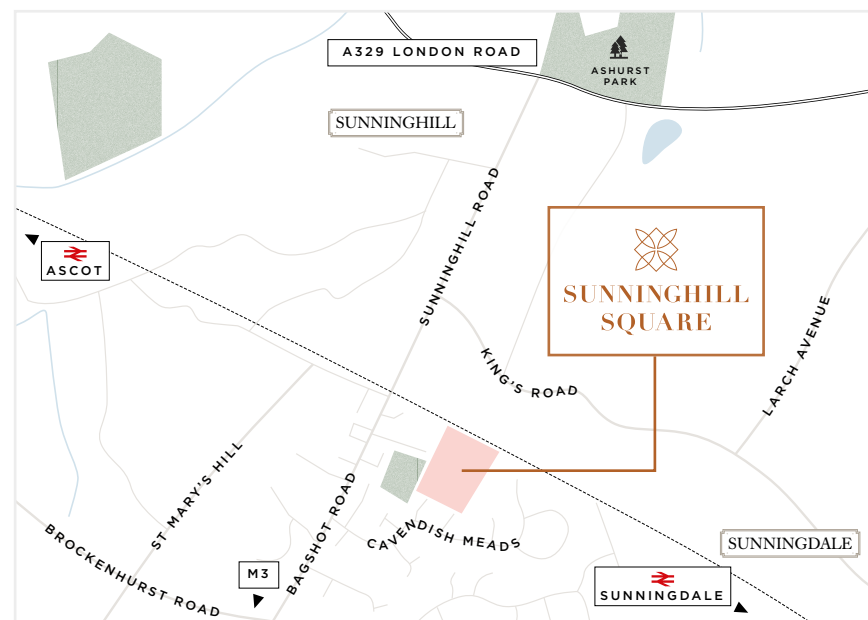 A329 LONDON ROAD
ASHURST
PARK
SUNNINGHILL
SUNNINGHILL ROAD
ASCOT
SUNNINGHILL
SQUARE
LARCH AVENUE
KING'S ROAD
ST MARY'S HILL
BAGSHOT ROAD
CAVENDISH MEADS
BROCKENHURST ROAD
SUNNINGDALE
M3
SUNNINGDALE